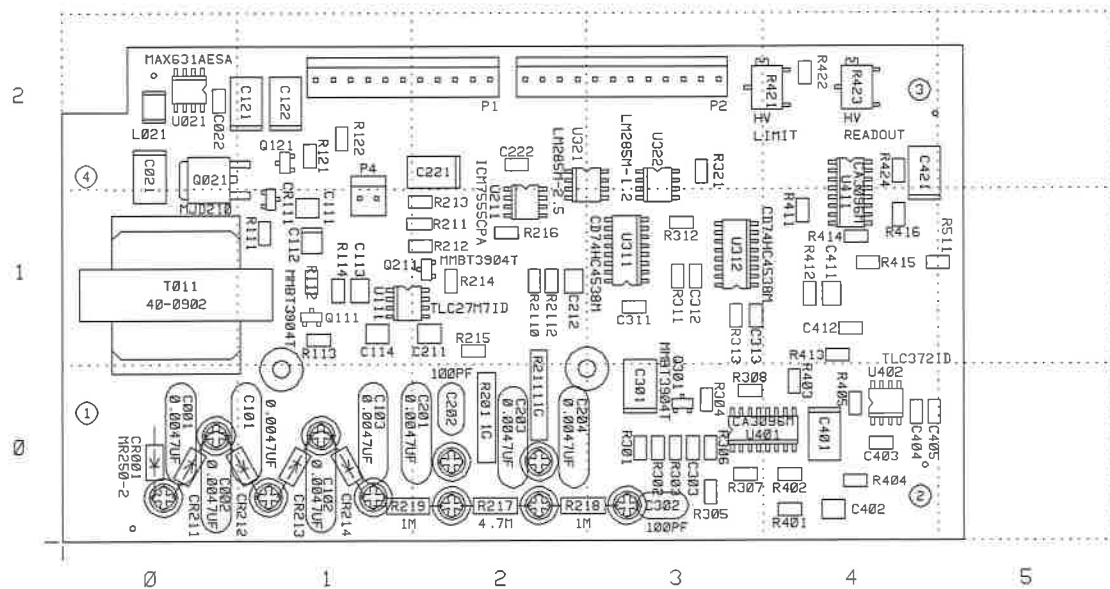 2
MAX631AESA
U021
L021
C022
C121
C122
P1
P2
R421
R422
R423
HV
LIMIT
HV
READOUT
3
Q121
R121
R122
C021
Q021
MJD210
4
CR111
C111
P4
C221
C222
ICM7555CPA
U211
U321
LM285M-2.5
LM285M-1.2
U322
R321
CA3096M
U411
R424
C421
R213
R211
R212
R216
R312
R411
R414
R416
R111
C112
1
T011
40-0902
R112
R114
C113
Q211
MMBT3904T
R214
CD74HC4538M
U311
U312
CD74HC4538M
R412
C411
R415
R511
MMBT3904T
Q111
U111
TLC27M7ID
R2110
R2112
C212
C311
R311
C312
R313
C313
C412
R113
C114
C211
R215
R413
TLC372ID
100PF
R308
U402
1
0
C001
0.0047UF
C101
0.0047UF
C103
0.0047UF
C201
0.0047UF
C202
R201 1G
C203
0.0047UF
R2111 1G
C204
0.0047UF
C301
MMBT3904T
Q301
R304
R403
R405
CA3096M
U401
C401
C403
C404
C405
CR001
MR250-2
CR211
C002
0.0047UF
CR212
CR213
C102
0.0047UF
CR214
R219
1M
R217
4.7M
R218
1M
C302
100PF
R301
R302
R303
C303
R306
R305
R307
R402
R401
R404
C402
2
0 1 2 3 4 5